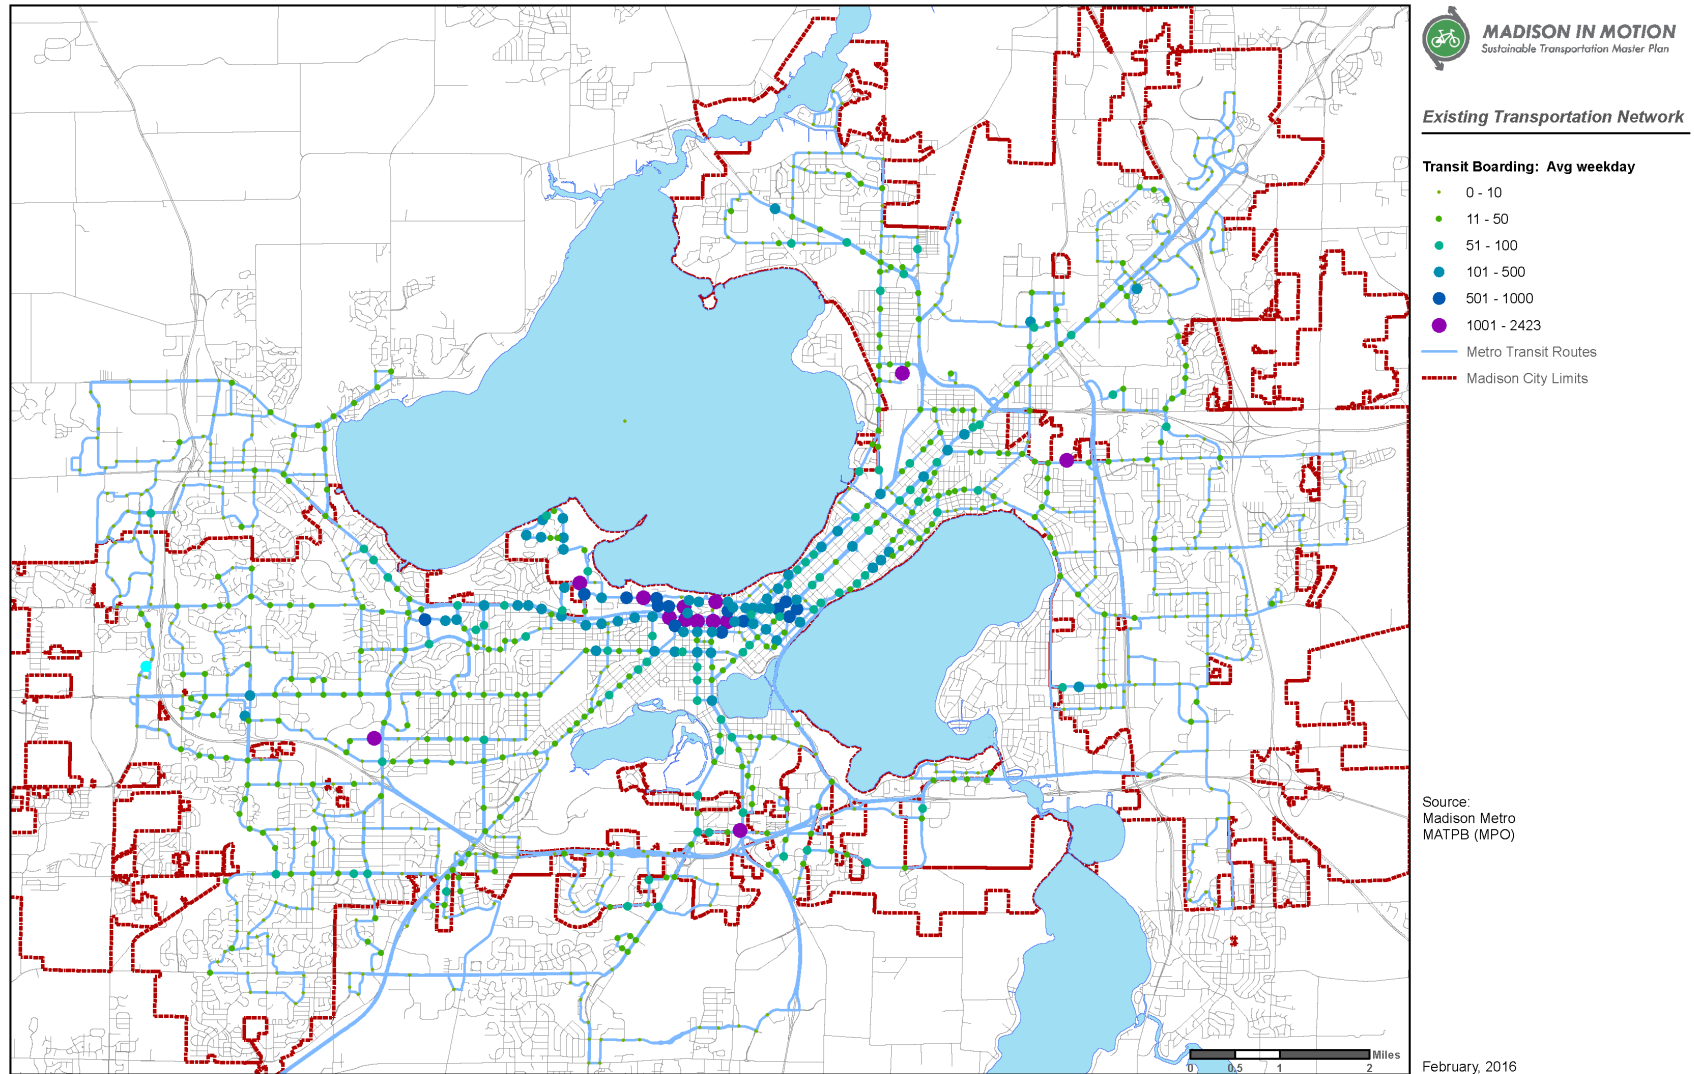 MADISON IN MOTION
Sustainable Transportation Master Plan
Existing Transportation Network
Transit Boarding: Avg weekday
0 - 10
11 - 50
51 - 100
101 - 500
501 - 1000
1001 - 2423
Metro Transit Routes
Madison City Limits
Source:
Madison Metro
MATPB (MPO)
Miles
0 0.5 1 2
February, 2016